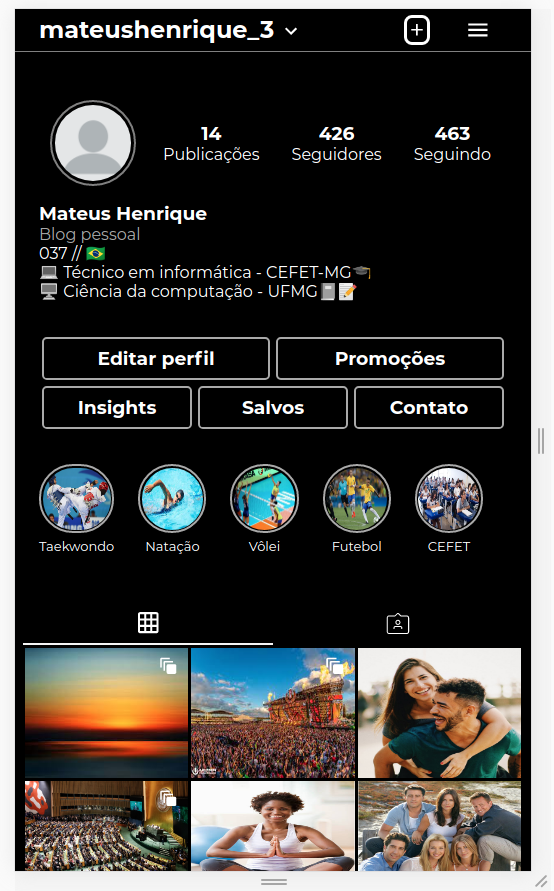 mateushenrique_3
14 426 463
Publicações Seguidores Seguindo
Mateus Henrique
Blog pessoal
037 // 🇧🇷
💻 Técnico em informática - CEFET-MG🎓
🖥️ Ciência da computação - UFMG📓📝
Editar perfil Promoções
Insights Salvos Contato
Taekwondo Natação Vôlei Futebol CEFET